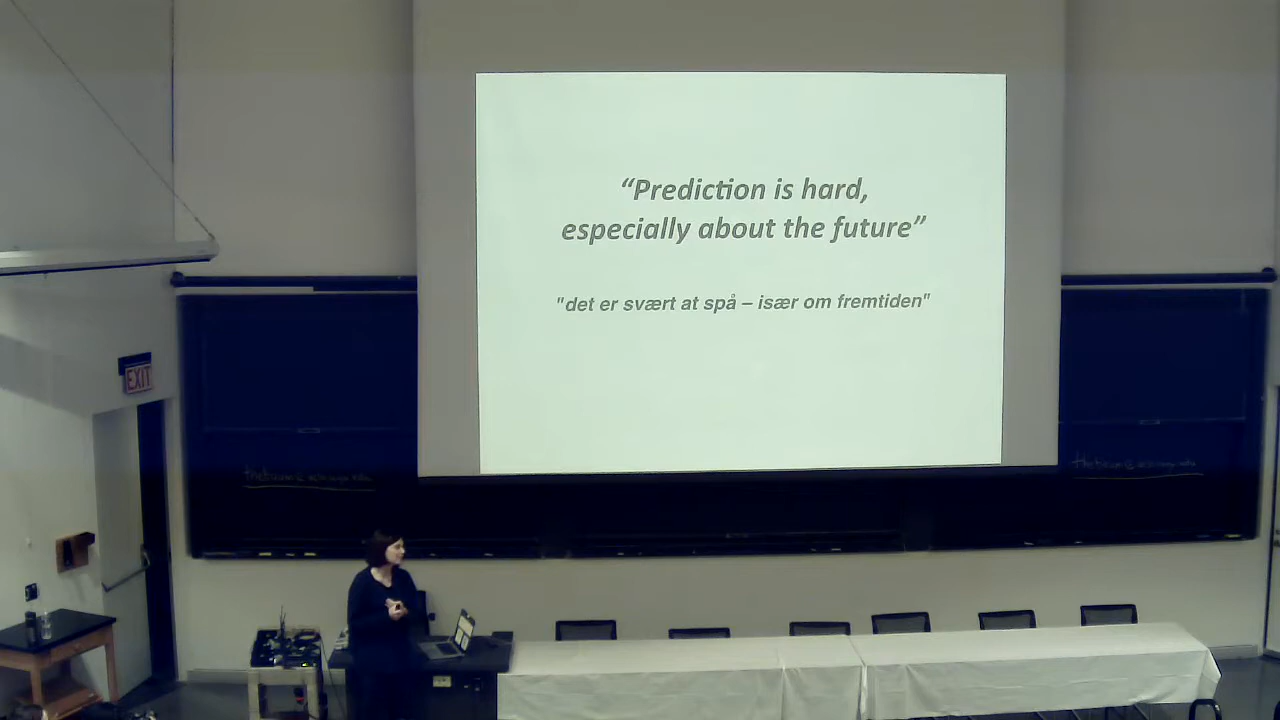 “Prediction is hard,
especially about the future”
"det er svært at spå – især om fremtiden"
EXIT